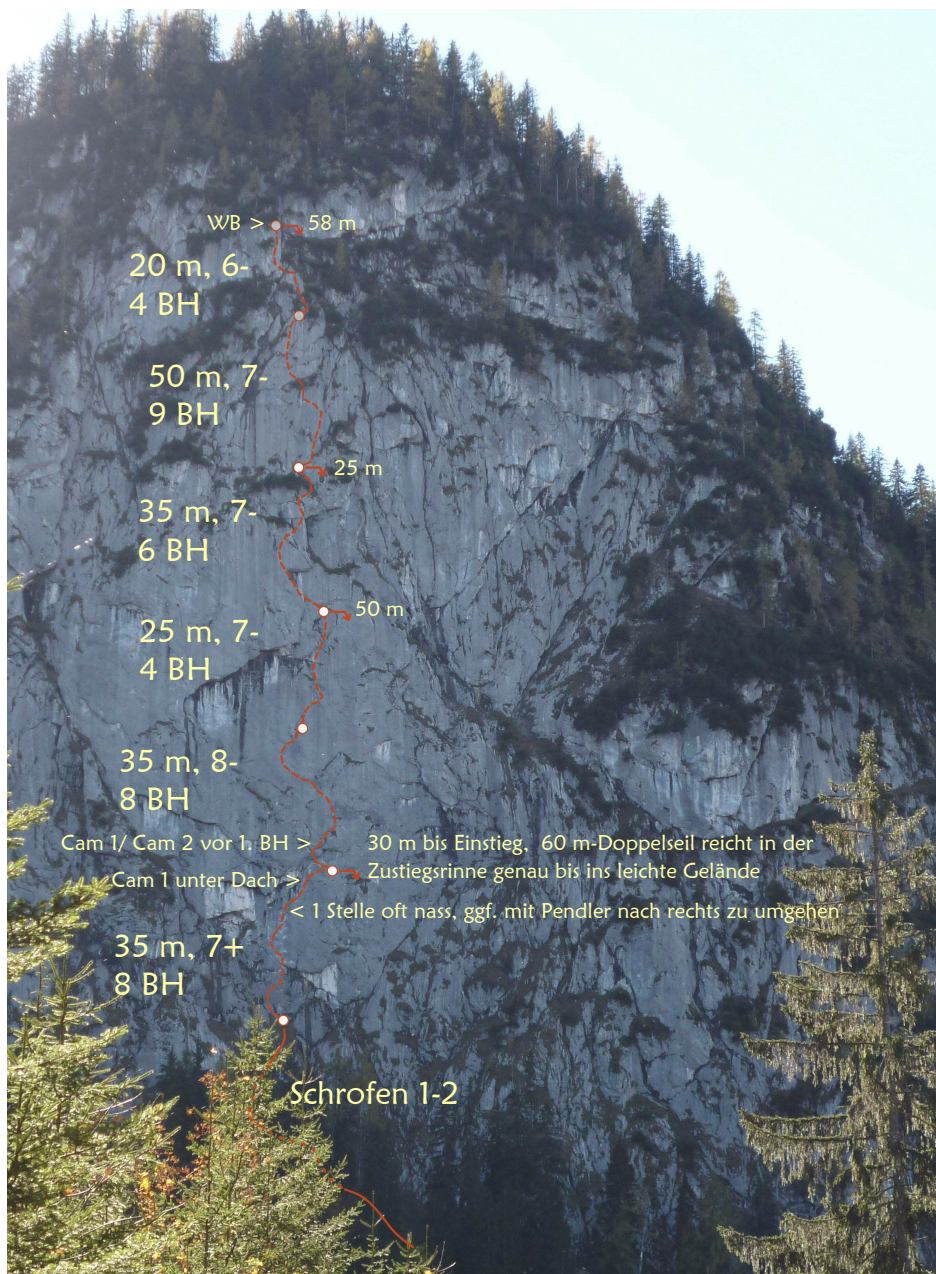 WB > 58 m
20 m, 6-
4 BH
50 m, 7-
9 BH
25 m
35 m, 7-
6 BH
50 m
25 m, 7-
4 BH
35 m, 8-
8 BH
Cam 1/ Cam 2 vor 1. BH >
30 m bis Einstieg, 60 m-Doppelseil reicht in der
Zustiegsrinne genau bis ins leichte Gelände
Cam 1 unter Dach >
< 1 Stelle oft nass, ggf. mit Pendler nach rechts zu umgehen
35 m, 7+
8 BH
Schrofen 1-2